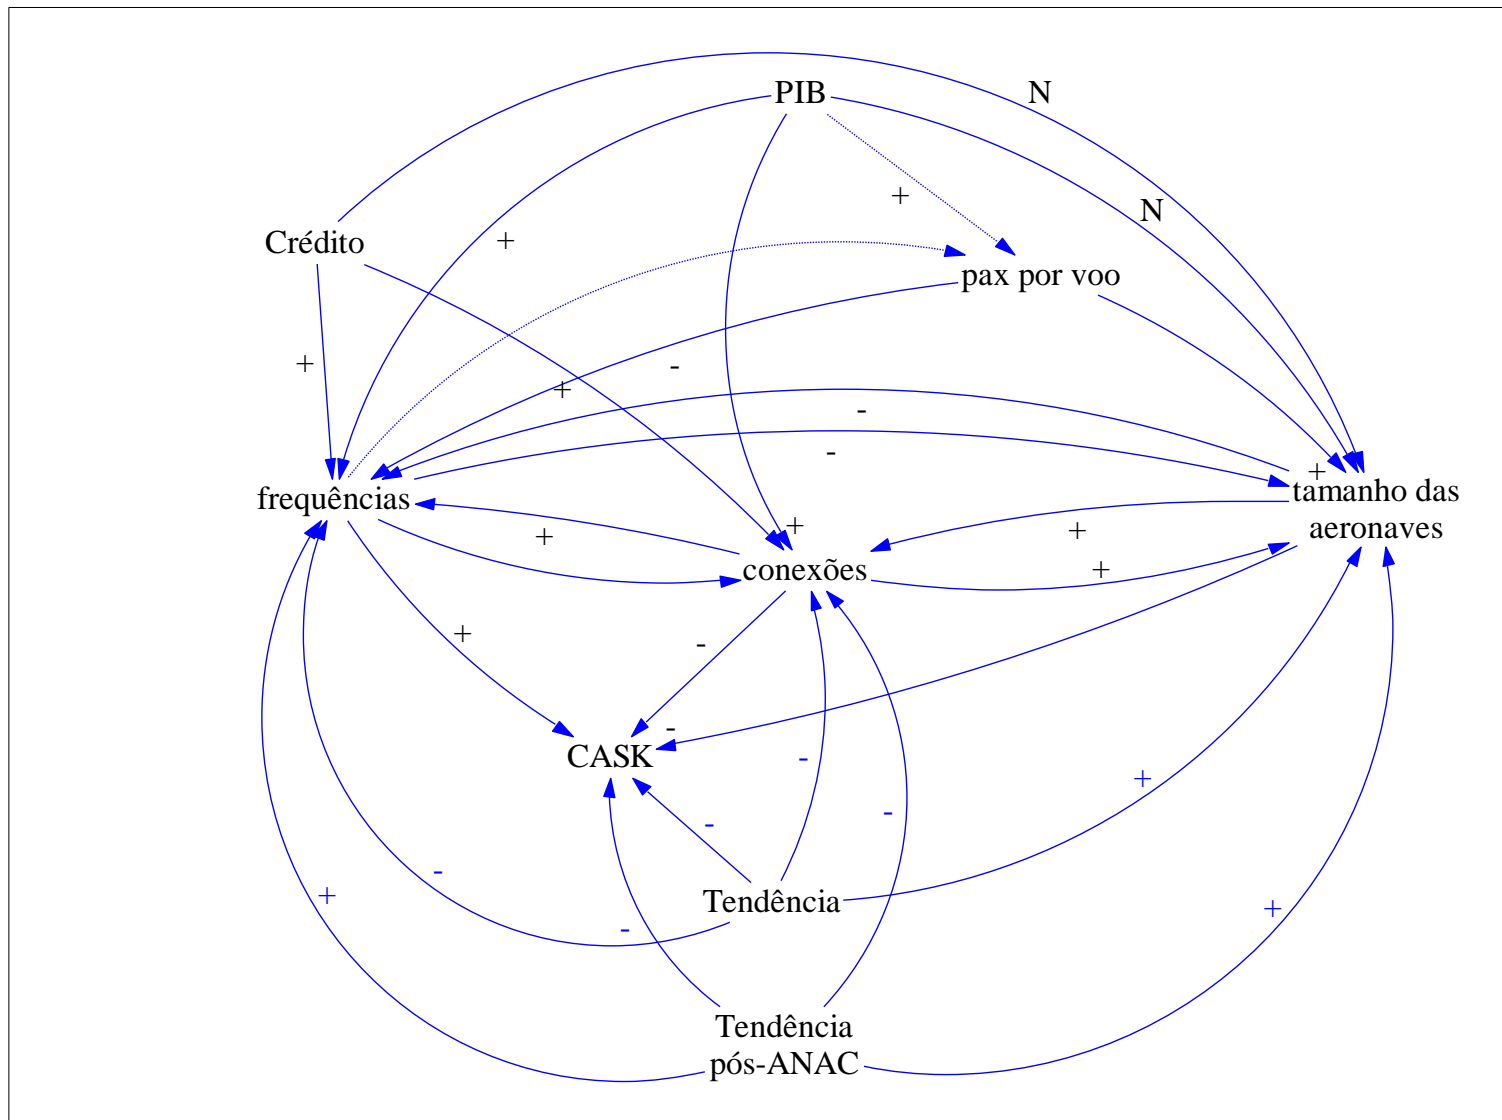 N
PIB
+
N
+
Crédito
pax por voo
+
-
+
-
-
+
frequências
tamanho das
aeronaves
+
+
+
conexões
+
+
-
-
CASK
-
+
-
-
-
+
Tendência
+
-
Tendência
pós-ANAC